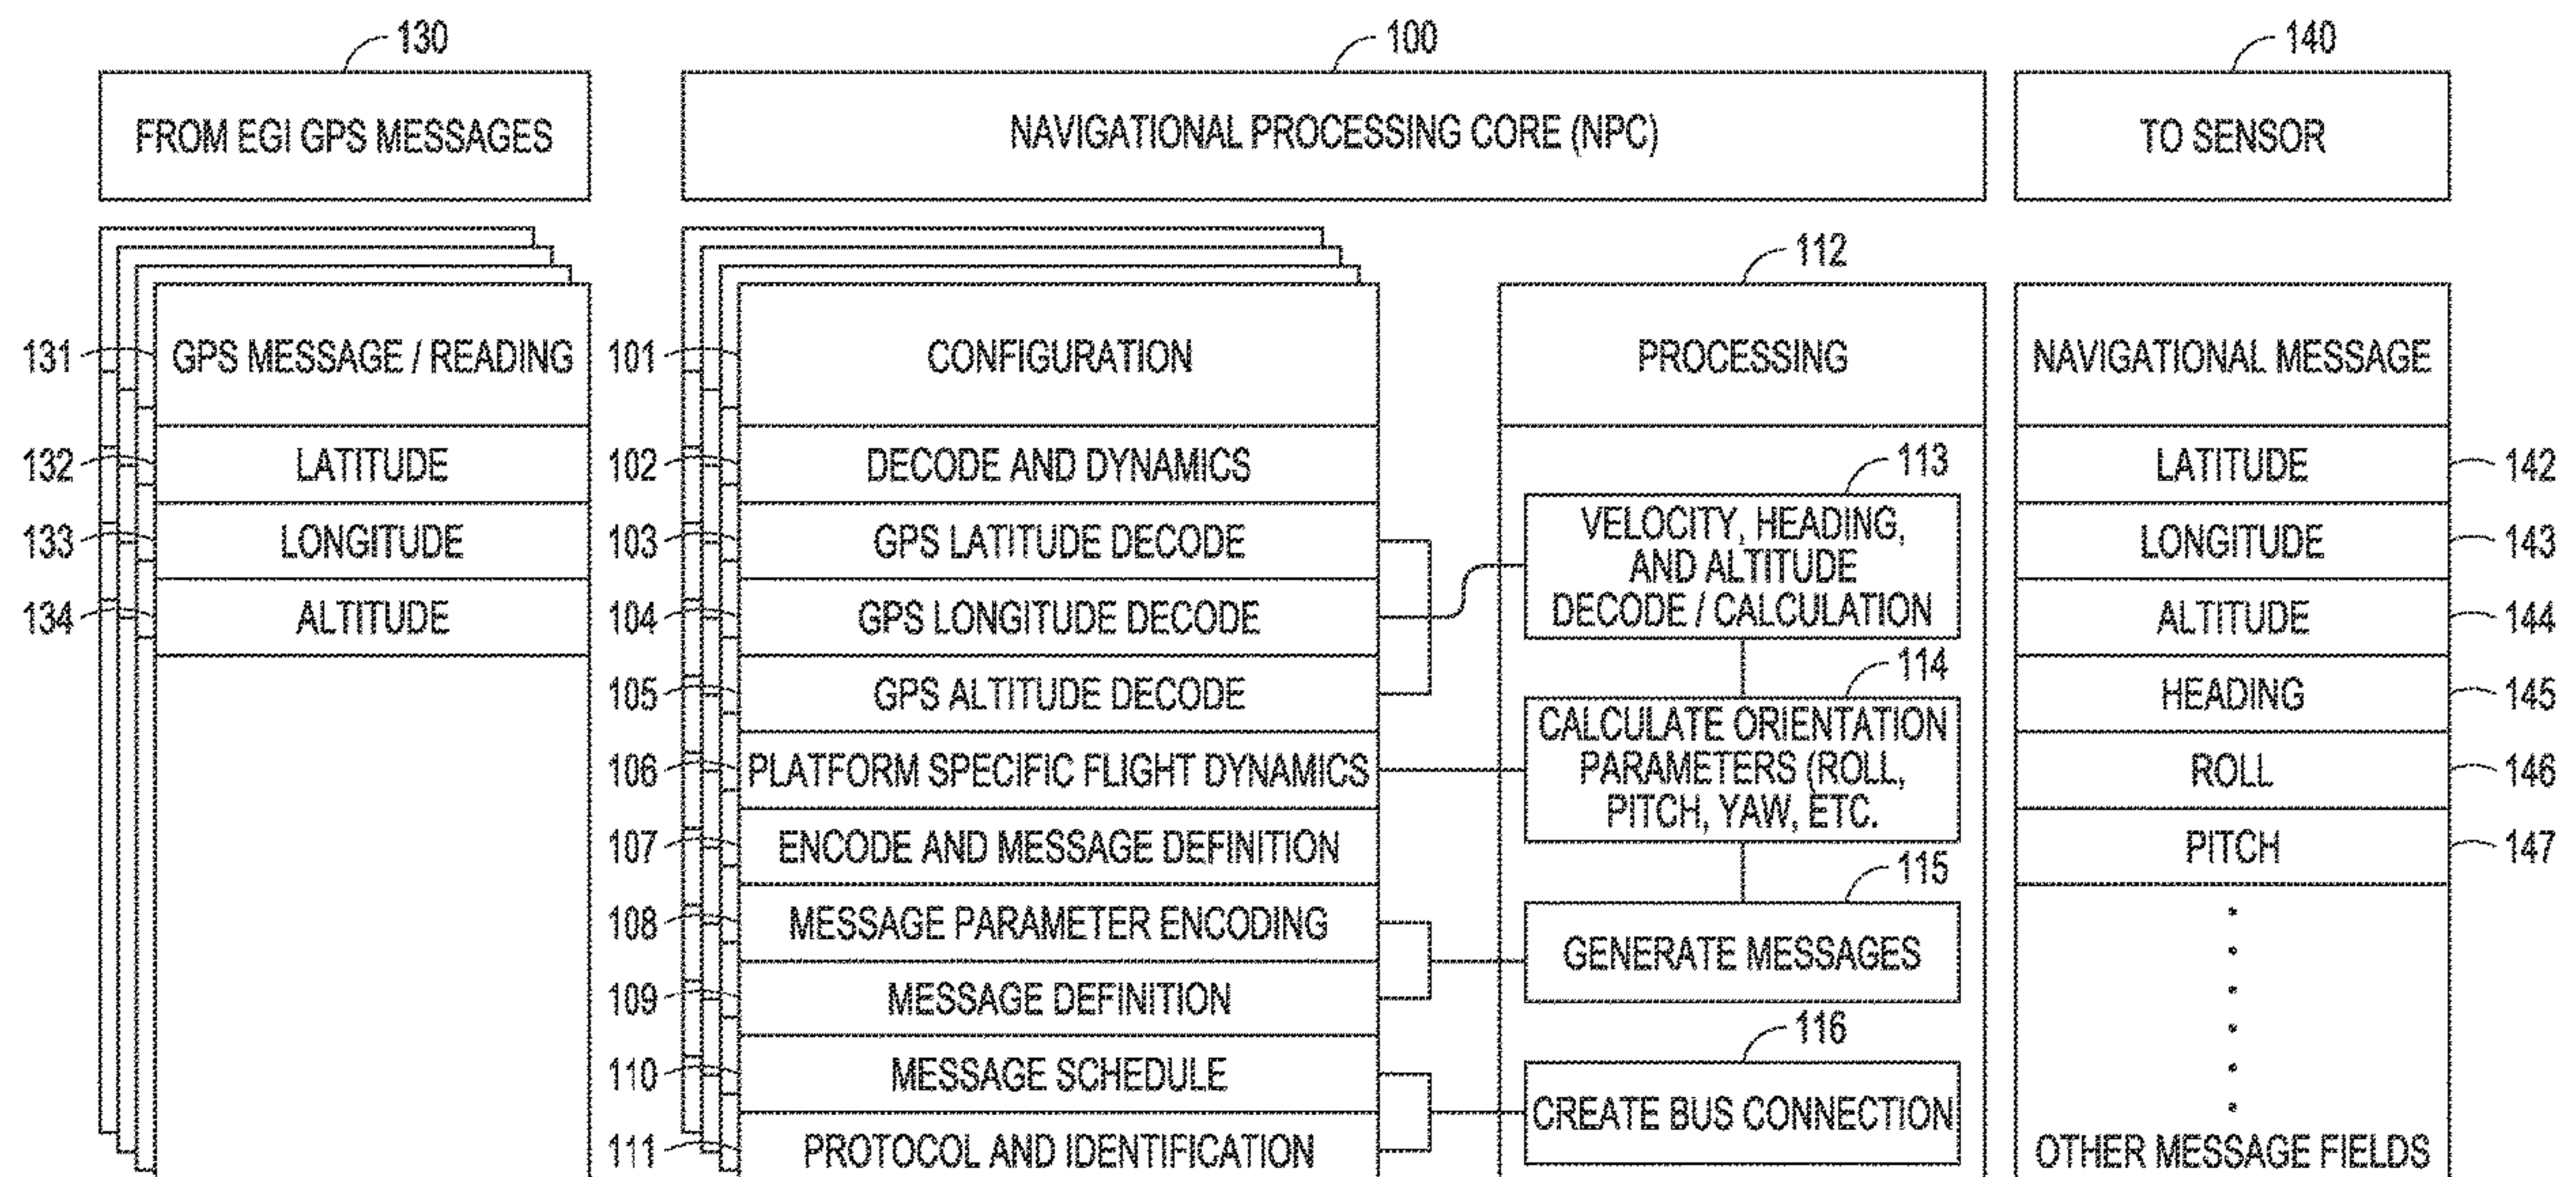 130
100
140
FROM EGI GPS MESSAGES
NAVIGATIONAL PROCESSING CORE (NPC)
TO SENSOR
131
GPS MESSAGE / READING
132
LATITUDE
133
LONGITUDE
134
ALTITUDE
101
CONFIGURATION
102
DECODE AND DYNAMICS
103
GPS LATITUDE DECODE
104
GPS LONGITUDE DECODE
105
GPS ALTITUDE DECODE
106
PLATFORM SPECIFIC FLIGHT DYNAMICS
107
ENCODE AND MESSAGE DEFINITION
108
MESSAGE PARAMETER ENCODING
109
MESSAGE DEFINITION
110
MESSAGE SCHEDULE
111
PROTOCOL AND IDENTIFICATION
112
PROCESSING
113
VELOCITY, HEADING,
AND ALTITUDE
DECODE / CALCULATION
114
CALCULATE ORIENTATION
PARAMETERS (ROLL,
PITCH, YAW, ETC.
115
GENERATE MESSAGES
116
CREATE BUS CONNECTION
NAVIGATIONAL MESSAGE
LATITUDE
142
LONGITUDE
143
ALTITUDE
144
HEADING
145
ROLL
146
PITCH
147
OTHER MESSAGE FIELDS